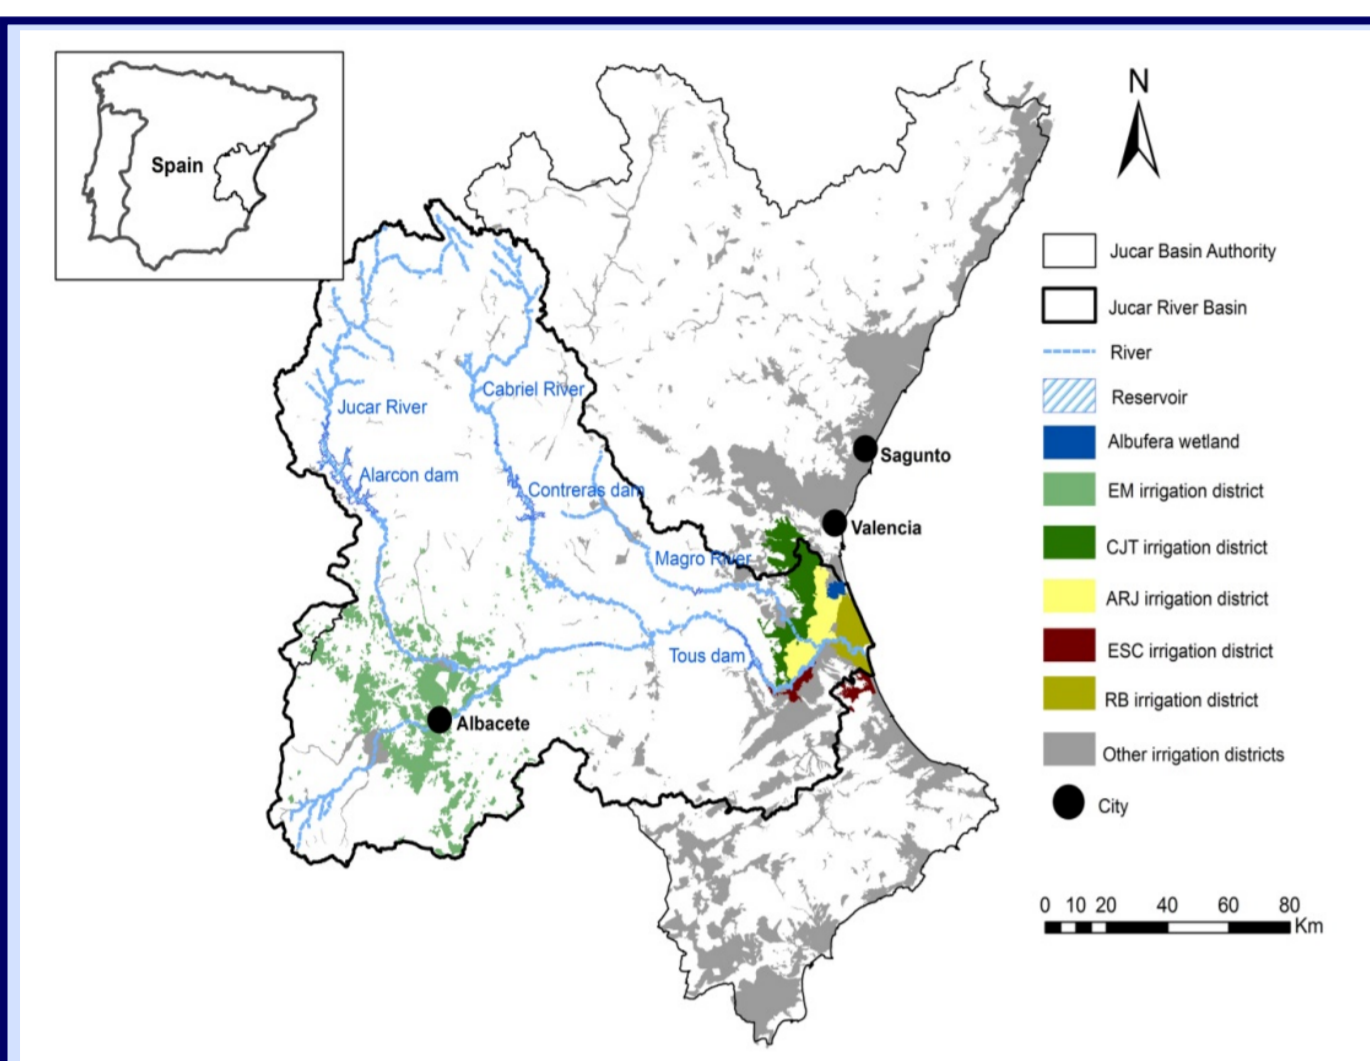 Spain
N
Jucar Basin Authority
Jucar River Basin
River
Reservoir
Albufera wetland
EM irrigation district
CJT irrigation district
ARJ irrigation district
ESC irrigation district
RB irrigation district
Other irrigation districts
City
Cabriel River
Jucar River
Alarcon dam
Contreras dam
Sagunto
Valencia
Magro River
Tous dam
Albacete
0 10 20 40 60 80
Km